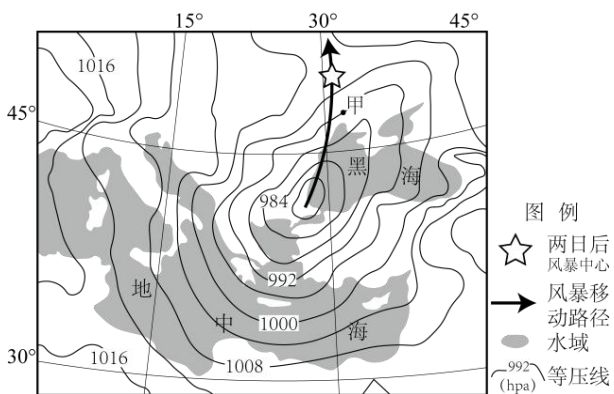 15°
30°
45°
1016
甲
45°
黑
海
984
992
地
中
海
1000
30°
1016
1008
图 例
两日后
风暴中心
风暴移
动路径
水域
992
(hpa)
等压线